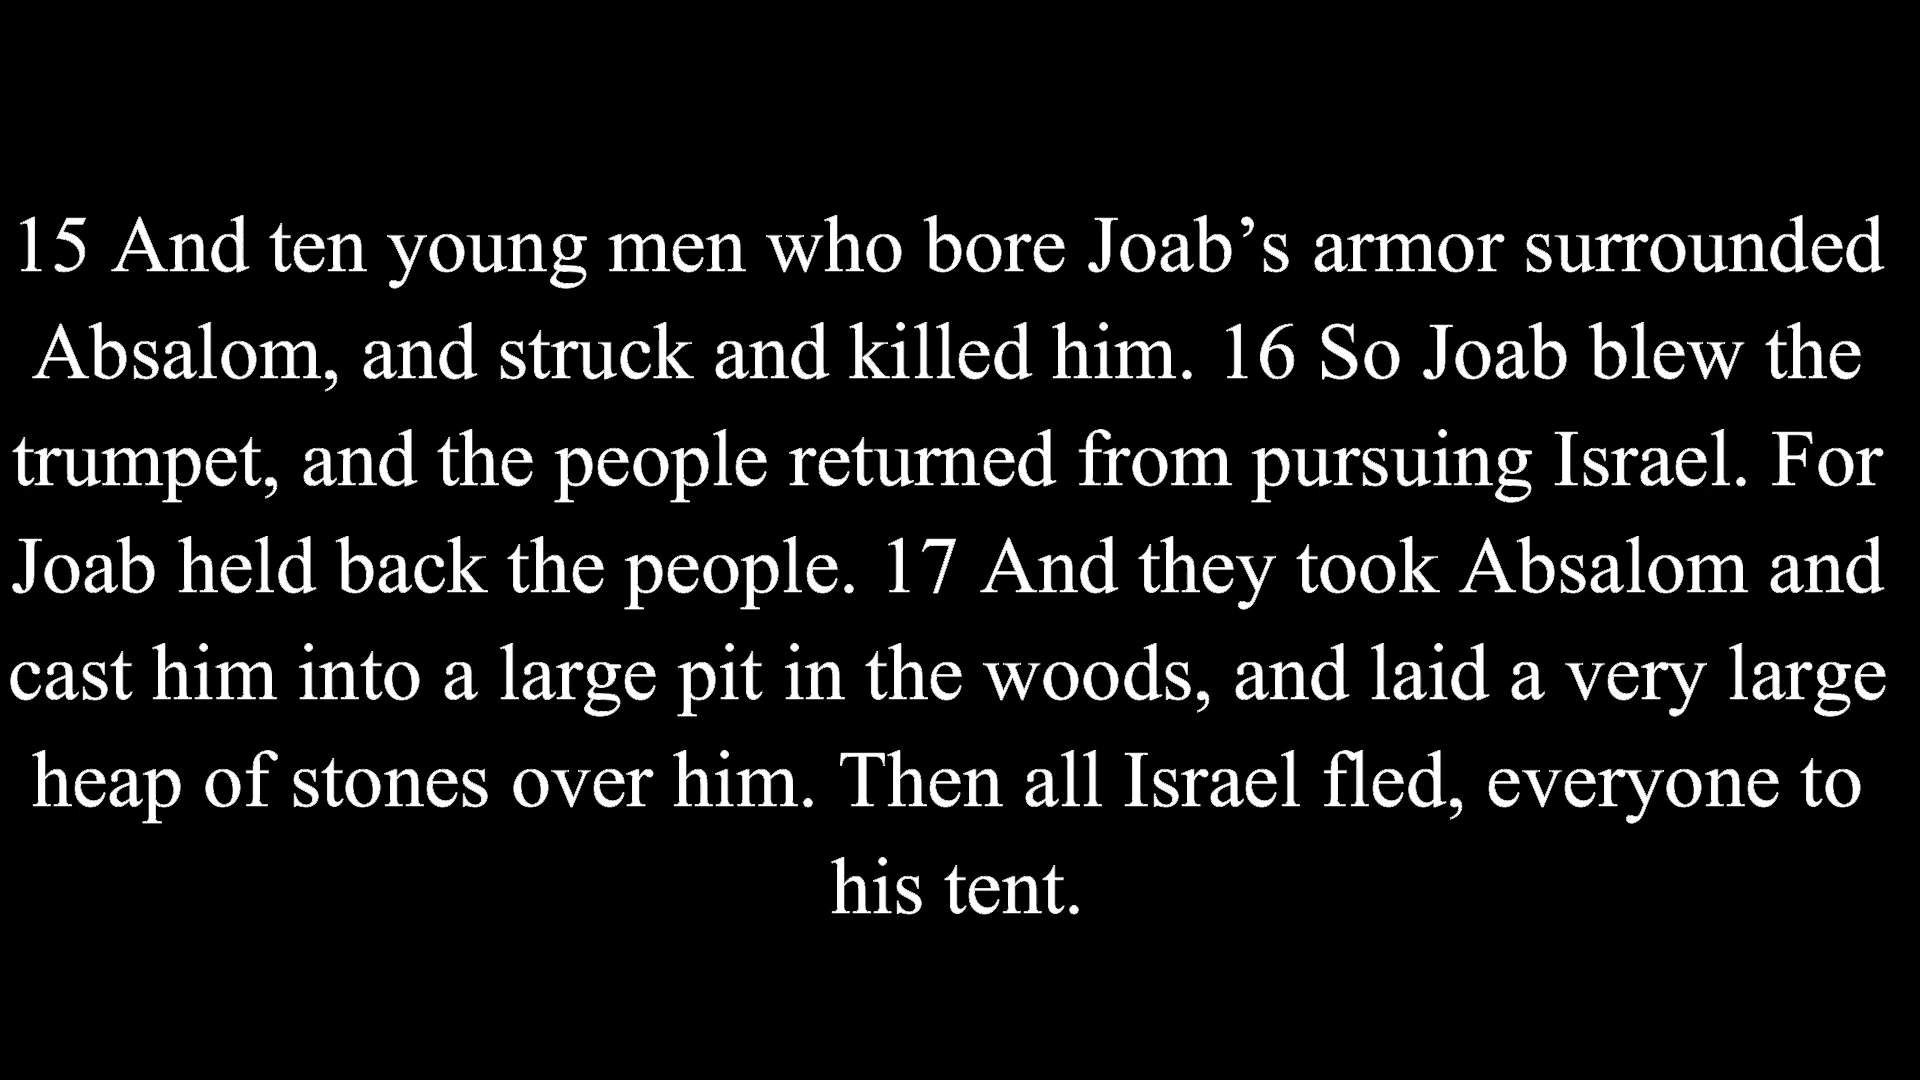 15 And ten young men who bore Joab’s armor surrounded
Absalom, and struck and killed him. 16 So Joab blew the
trumpet, and the people returned from pursuing Israel. For
Joab held back the people. 17 And they took Absalom and
cast him into a large pit in the woods, and laid a very large
heap of stones over him. Then all Israel fled, everyone to
his tent.